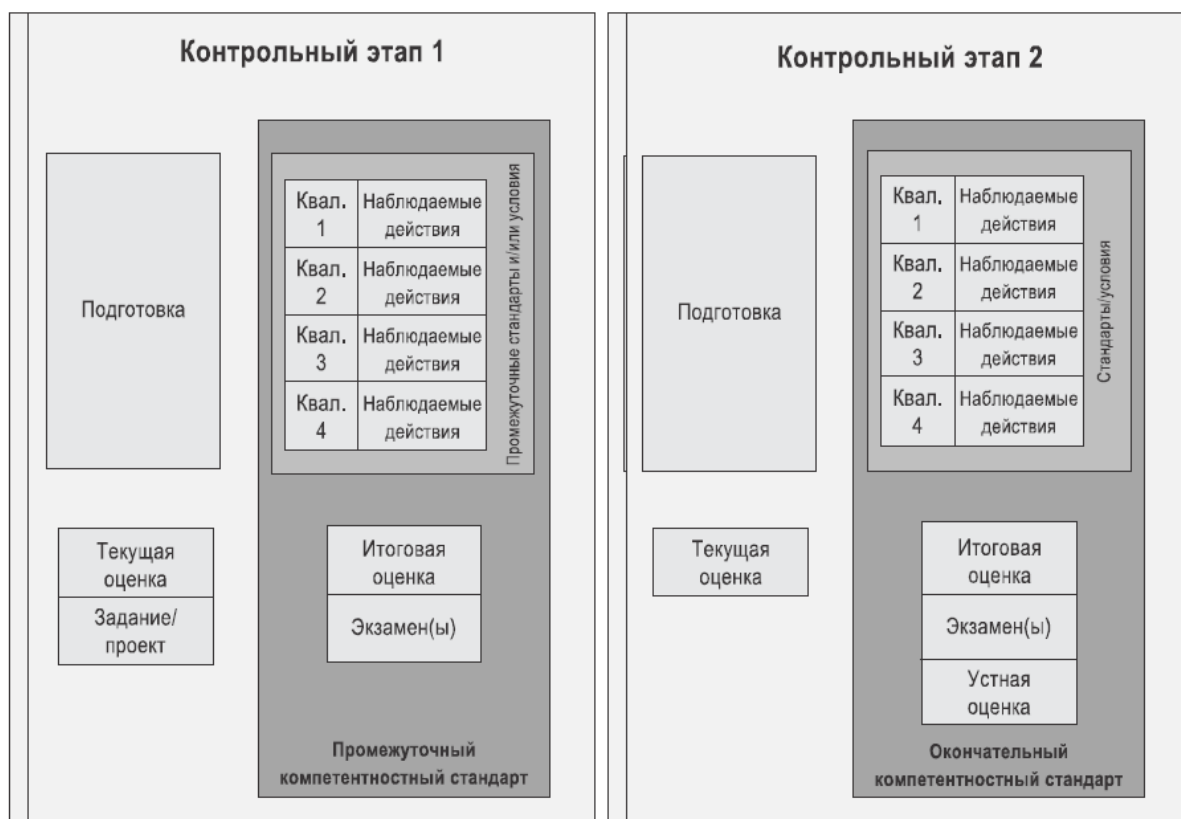 Контрольный этап 1
Подготовка
Квал.
1
Наблюдаемые
действия
Квал.
2
Наблюдаемые
действия
Квал.
3
Наблюдаемые
действия
Квал.
4
Наблюдаемые
действия
Промежуточные стандарты и/или условия
Текущая
оценка
Задание/
проект
Итоговая
оценка
Экзамен(ы)
Промежуточный
компетентностный стандарт
Контрольный этап 2
Подготовка
Квал.
1
Наблюдаемые
действия
Квал.
2
Наблюдаемые
действия
Квал.
3
Наблюдаемые
действия
Квал.
4
Наблюдаемые
действия
Стандарты/условия
Текущая
оценка
Итоговая
оценка
Экзамен(ы)
Устная
оценка
Окончательный
компетентностный стандарт